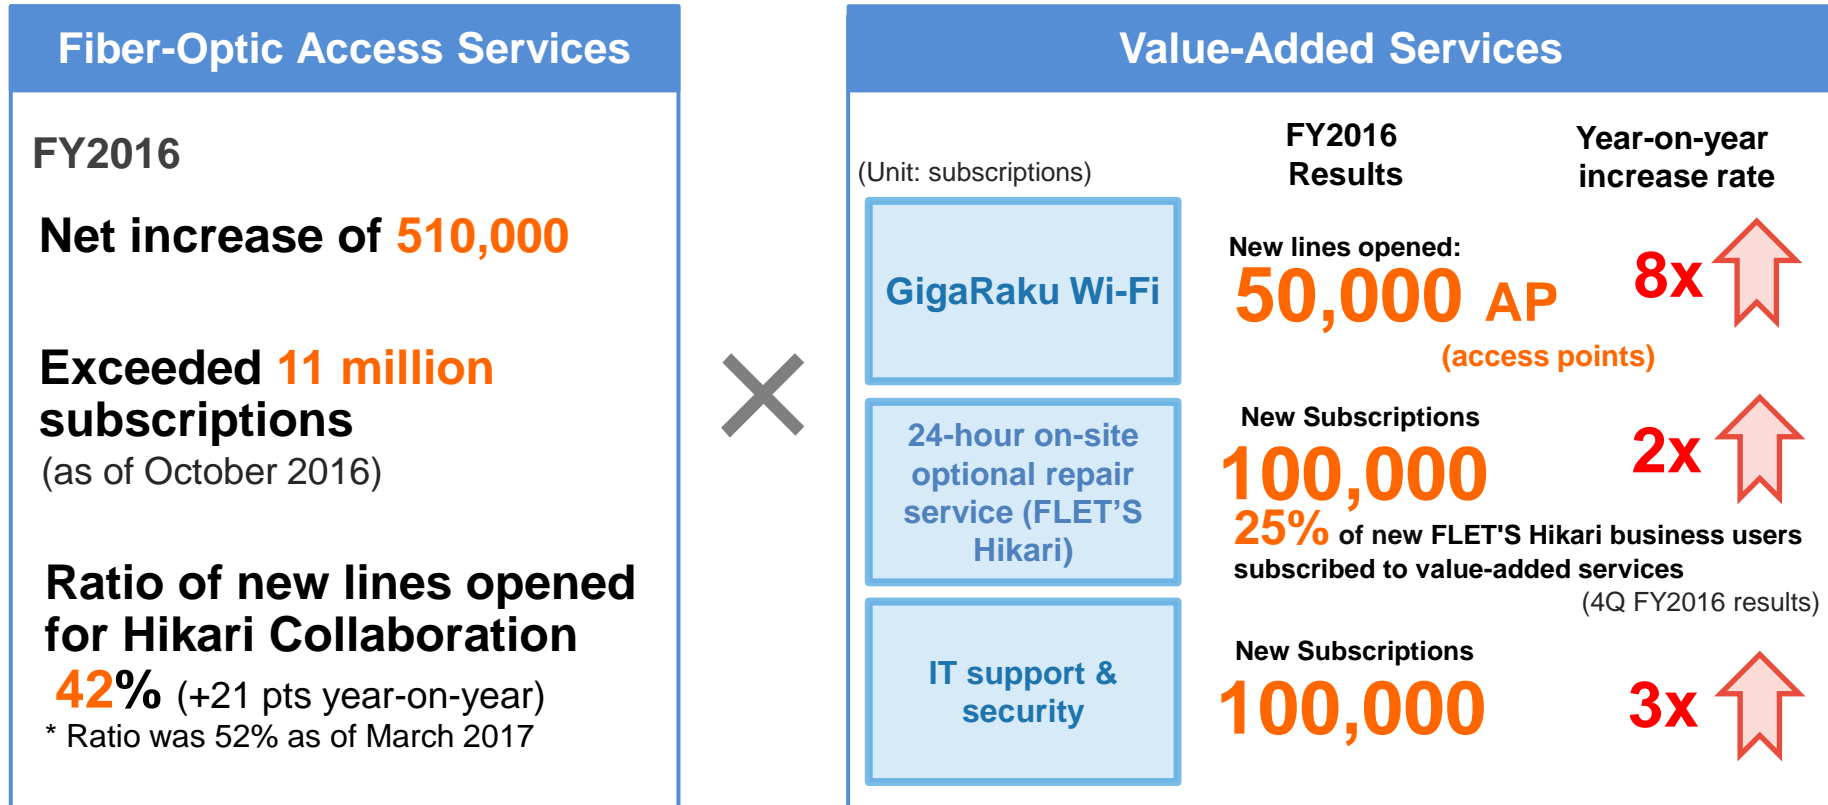 Fiber-Optic Access Services
FY2016
Net increase of 510,000
Exceeded 11 million
subscriptions
(as of October 2016)
Ratio of new lines opened
for Hikari Collaboration
42% (+21 pts year-on-year)
* Ratio was 52% as of March 2017
Value-Added Services
(Unit: subscriptions)
FY2016
Results
Year-on-year
increase rate
GigaRaku Wi-Fi
New lines opened:
50,000 AP
(access points)
8x
24-hour on-site
optional repair
service (FLET’S
Hikari)
New Subscriptions
100,000
2x
25% of new FLET'S Hikari business users
subscribed to value-added services
(4Q FY2016 results)
IT support &
security
New Subscriptions
100,000
3x